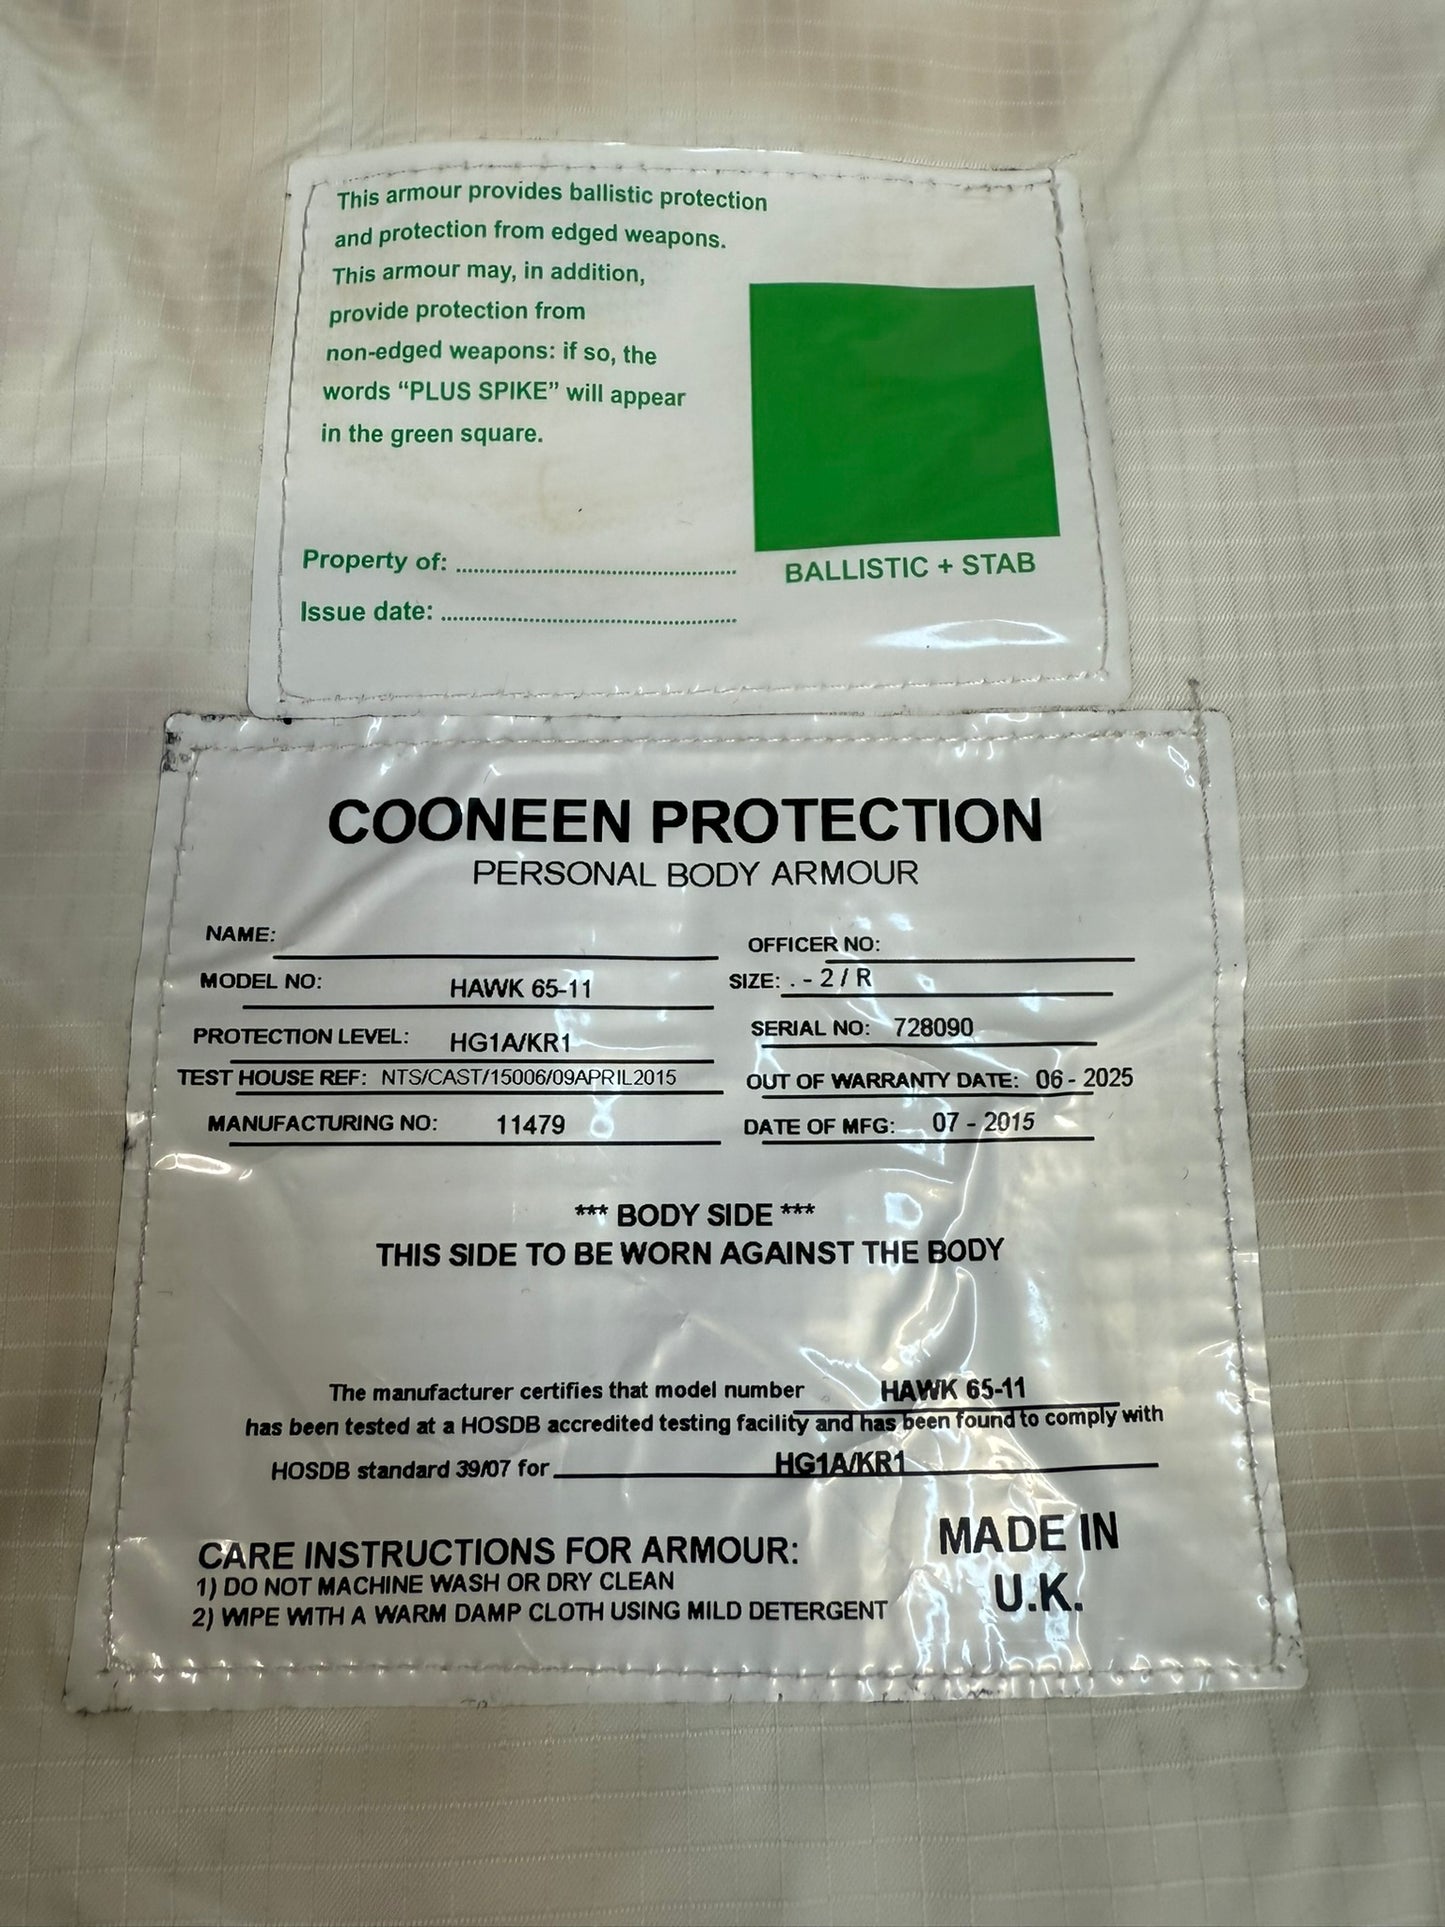 This armour provides ballistic protection
and protection from edged weapons.
This armour may, in addition,
provide protection from
non-edged weapons: if so, the
words “PLUS SPIKE” will appear
in the green square.
Property of: ........................................
Issue date: ..........................................
BALLISTIC + STAB
COONEEN PROTECTION
PERSONAL BODY ARMOUR
NAME:
OFFICER NO:
MODEL NO: HAWK 65-11
SIZE: . - 2 / R
PROTECTION LEVEL: HG1A/KR1
SERIAL NO: 728090
TEST HOUSE REF: NTS/CAST/15006/09APRIL2015
OUT OF WARRANTY DATE: 06 - 2025
MANUFACTURING NO: 11479
DATE OF MFG: 07 - 2015
*** BODY SIDE ***
THIS SIDE TO BE WORN AGAINST THE BODY
The manufacturer certifies that model number HAWK 65-11
has been tested at a HOSDB accredited testing facility and has been found to comply with
HOSDB standard 39/07 for HG1A/KR1
CARE INSTRUCTIONS FOR ARMOUR:
1) DO NOT MACHINE WASH OR DRY CLEAN
2) WIPE WITH A WARM DAMP CLOTH USING MILD DETERGENT
MADE IN
U.K.